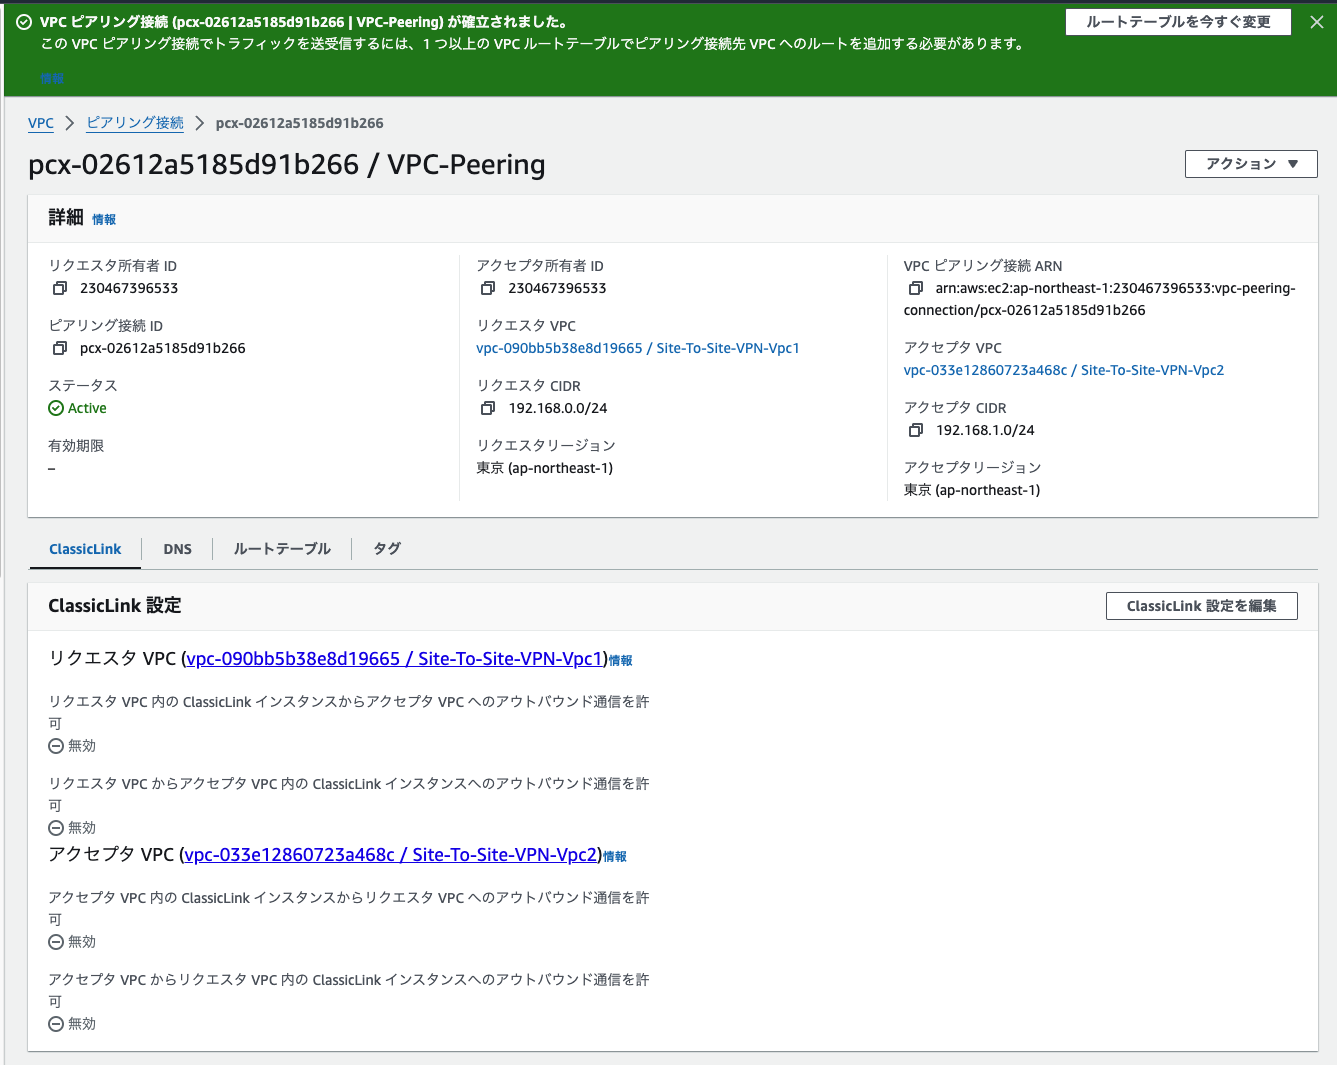 VPC ピアリング接続 (pcx-02612a5185d91b266 | VPC-Peering) が確立されました。
ルートテーブルを今すぐ変更
この VPC ピアリング接続でトラフィックを送受信するには、1 つ以上の VPC ルートテーブルでピアリング接続先 VPC へのルートを追加する必要があります。
情報
VPC > ピアリング接続 > pcx-02612a5185d91b266
pcx-02612a5185d91b266 / VPC-Peering
アクション ▼
詳細 情報
リクエスタ所有者 ID
230467396533
ピアリング接続 ID
pcx-02612a5185d91b266
ステータス
Active
有効期限
–
アクセプタ所有者 ID
230467396533
リクエスタ VPC
vpc-090bb5b38e8d19665 / Site-To-Site-VPN-Vpc1
リクエスタ CIDR
192.168.0.0/24
リクエスタリージョン
東京 (ap-northeast-1)
VPC ピアリング接続 ARN
arn:aws:ec2:ap-northeast-1:230467396533:vpc-peering-
connection/pcx-02612a5185d91b266
アクセプタ VPC
vpc-033e12860723a468c / Site-To-Site-VPN-Vpc2
アクセプタ CIDR
192.168.1.0/24
アクセプタリージョン
東京 (ap-northeast-1)
ClassicLink
DNS
ルートテーブル
タグ
ClassicLink 設定
ClassicLink 設定を編集
リクエスタ VPC (vpc-090bb5b38e8d19665 / Site-To-Site-VPN-Vpc1)情報
リクエスタ VPC 内の ClassicLink インスタンスからアクセプタ VPC へのアウトバウンド通信を許
可
無効
リクエスタ VPC からアクセプタ VPC 内の ClassicLink インスタンスへのアウトバウンド通信を許
可
無効
アクセプタ VPC (vpc-033e12860723a468c / Site-To-Site-VPN-Vpc2)情報
アクセプタ VPC 内の ClassicLink インスタンスからリクエスタ VPC へのアウトバウンド通信を許
可
無効
アクセプタ VPC からリクエスタ VPC 内の ClassicLink インスタンスへのアウトバウンド通信を許
可
無効